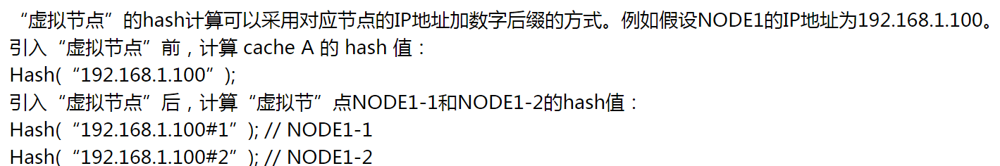 “虚拟节点”的hash计算可以采用对应节点的IP地址加数字后缀的方式。例如假设NODE1的IP地址为192.168.1.100。
引入“虚拟节点”前，计算 cache A 的 hash 值：
Hash(“192.168.1.100”);
引入“虚拟节点”后，计算“虚拟节”点NODE1-1和NODE1-2的hash值：
Hash(“192.168.1.100#1”); // NODE1-1
Hash(“192.168.1.100#2”); // NODE1-2